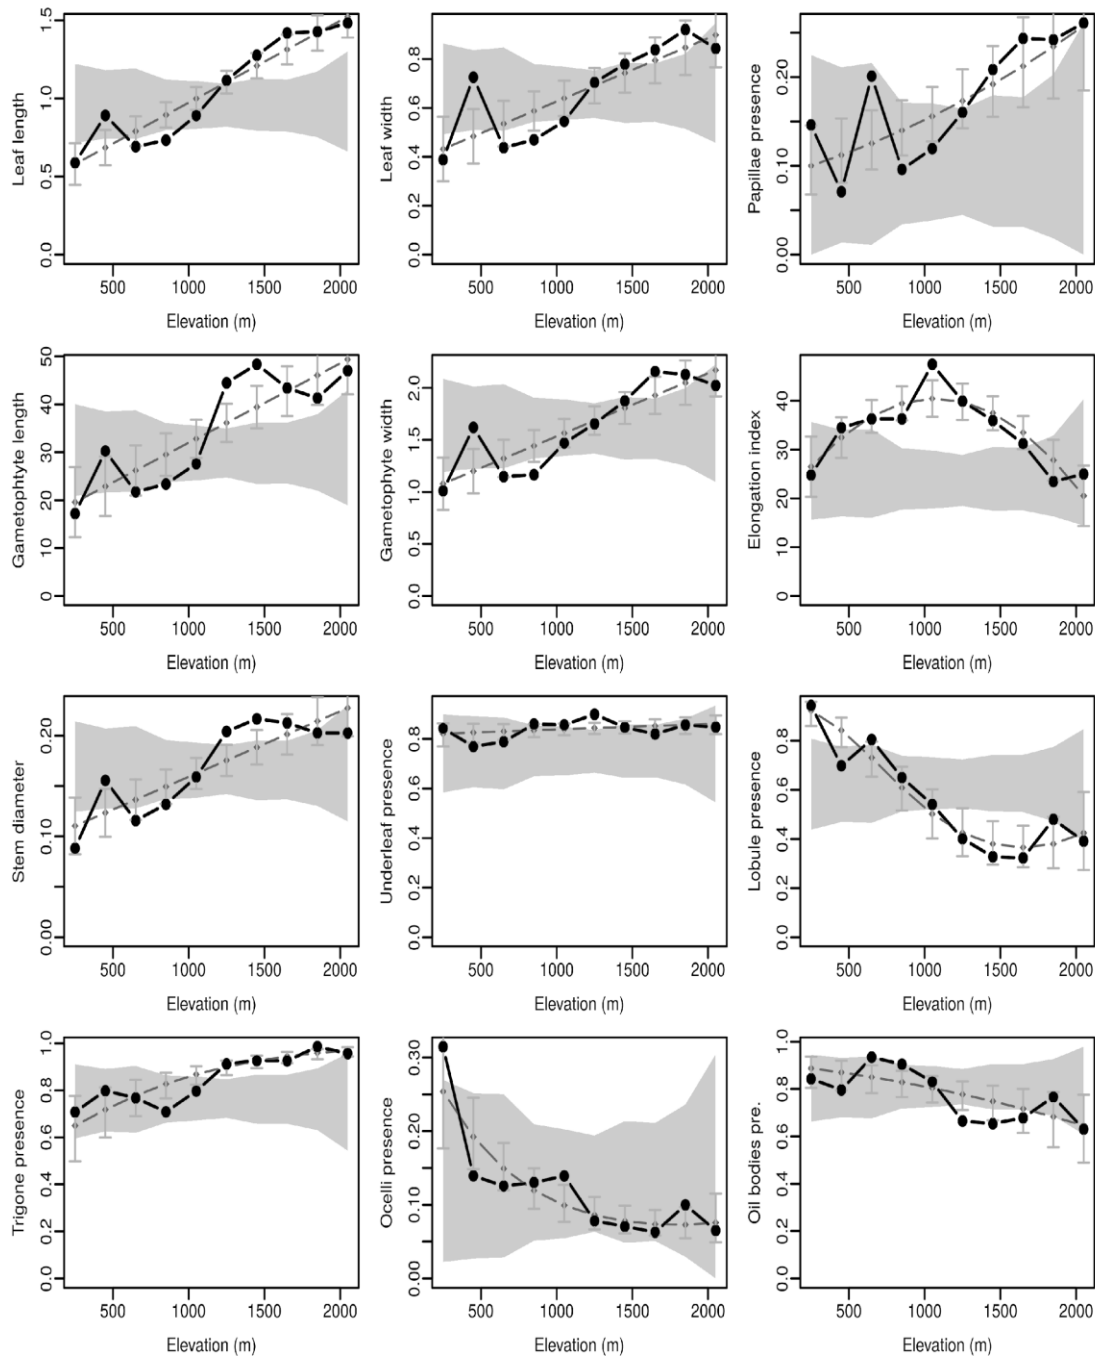 Leaf length
0.0 0.5 1.0 1.5
500 1000 1500 2000
Elevation (m)
Leaf width
0.0 0.2 0.4 0.6 0.8
500 1000 1500 2000
Elevation (m)
Papillae presence
0.00 0.10 0.20
500 1000 1500 2000
Elevation (m)
Gametophyte length
0 10 20 30 40 50
500 1000 1500 2000
Elevation (m)
Gametophyte width
0.0 0.5 1.0 1.5 2.0
500 1000 1500 2000
Elevation (m)
Elongation index
0 10 20 30 40
500 1000 1500 2000
Elevation (m)
Stem diameter
0.00 0.10 0.20
500 1000 1500 2000
Elevation (m)
Underleaf presence
0.0 0.2 0.4 0.6 0.8
500 1000 1500 2000
Elevation (m)
Lobule presence
0.0 0.2 0.4 0.6 0.8
500 1000 1500 2000
Elevation (m)
Trigone presence
0.0 0.2 0.4 0.6 0.8 1.0
500 1000 1500 2000
Elevation (m)
Ocelli presence
0.00 0.10 0.20 0.30
500 1000 1500 2000
Elevation (m)
Oil bodies pre.
0.0 0.2 0.4 0.6 0.8 1.0
500 1000 1500 2000
Elevation (m)